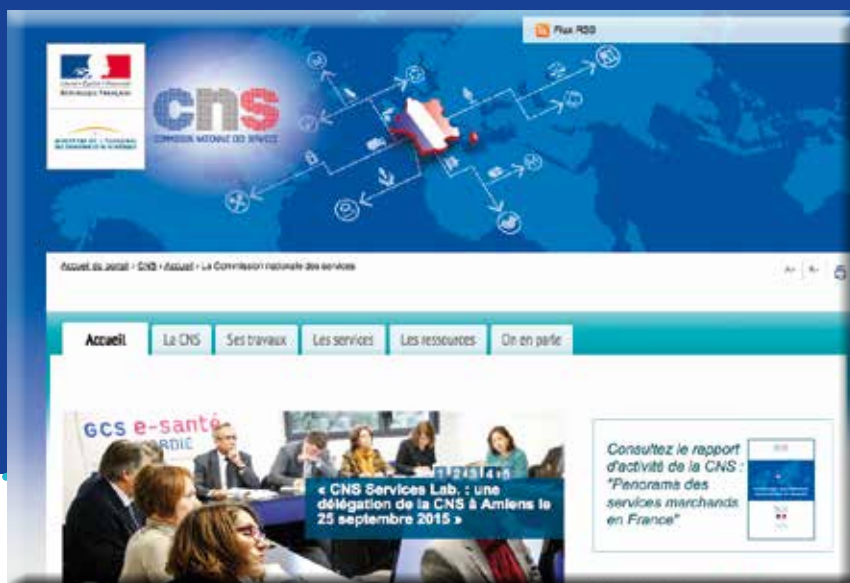 Flux RSS
RÉPUBLIQUE FRANÇAISE
cns
COMMISSION NATIONALE DES SERVICES
Accueil du portail › CNS › Accueil › La Commission nationale des services
A+ A-
Accueil
La CNS
Ses travaux
Les services
Les ressources
On en parle
GCS e-santé
1 2 3 4 5
« CNS Services Lab. : une
délégation de la CNS à Amiens le
25 septembre 2015 »
Consultez le rapport
d'activité de la CNS :
"Panorama des
services marchands
en France"